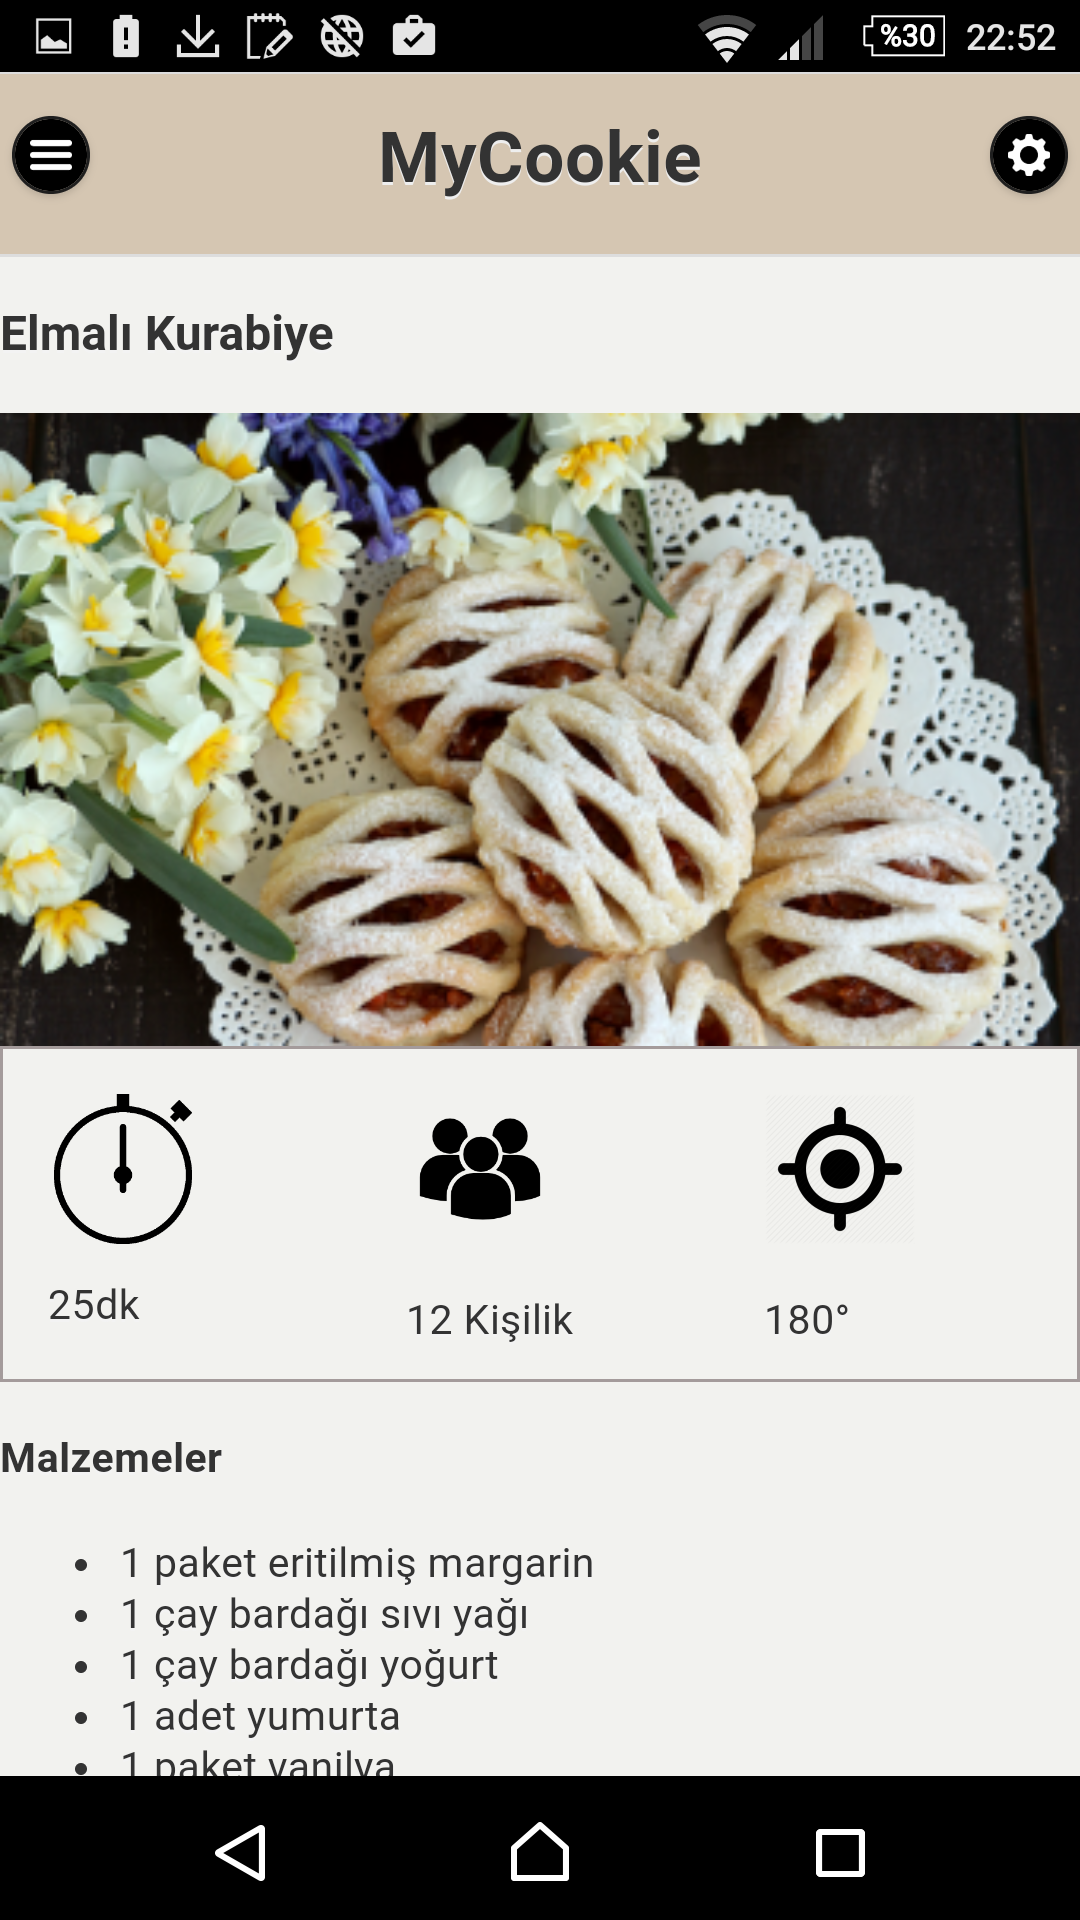 %30 22:52
MyCookie
Elmalı Kurabiye
25dk
12 Kişilik
180°
Malzemeler
1 paket eritilmiş margarin
1 çay bardağı sıvı yağı
1 çay bardağı yoğurt
1 adet yumurta
1 paket vanilya